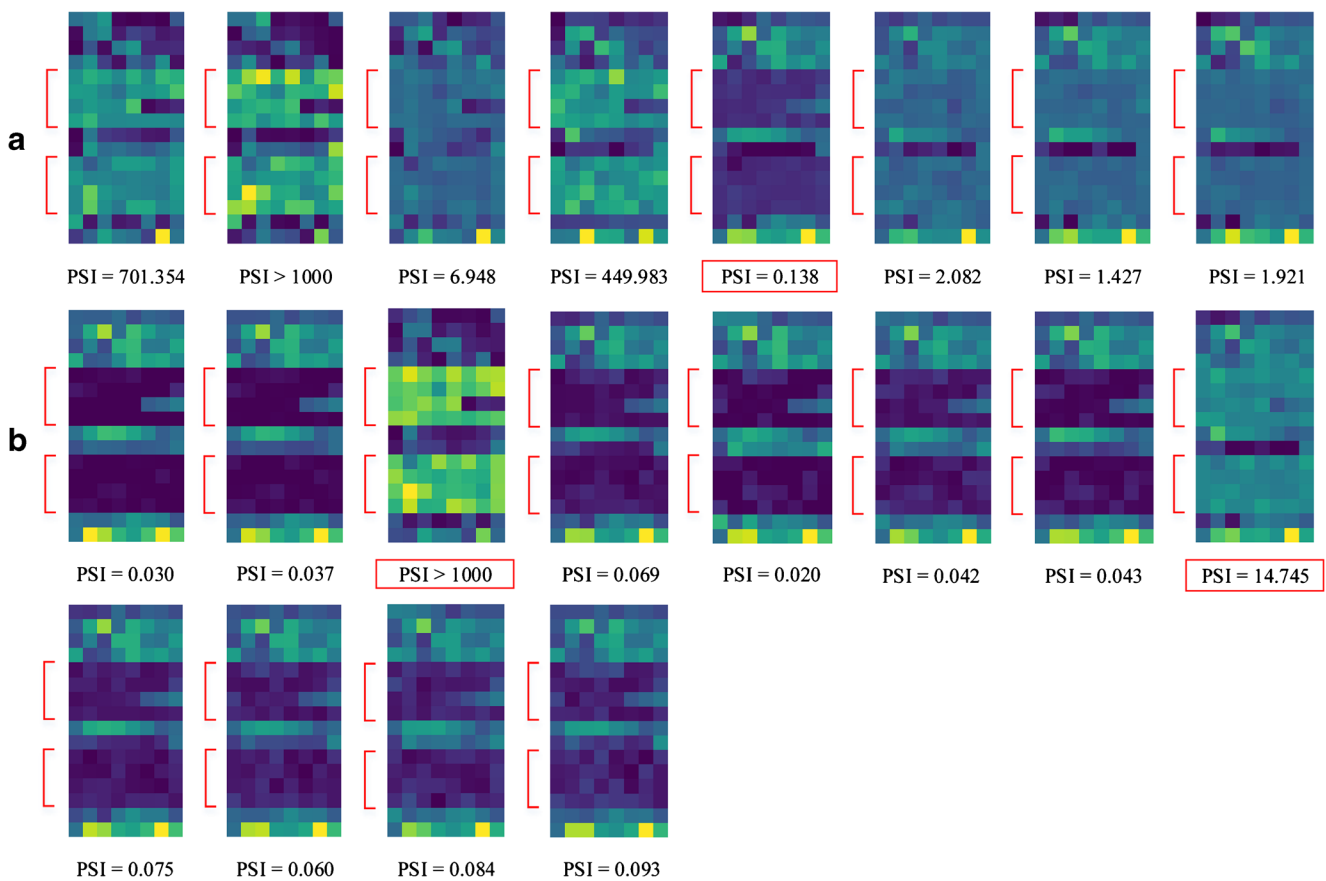 a
PSI = 701.354 PSI > 1000 PSI = 6.948 PSI = 449.983 PSI = 0.138 PSI = 2.082 PSI = 1.427 PSI = 1.921
b
PSI = 0.030 PSI = 0.037 PSI > 1000 PSI = 0.069 PSI = 0.020 PSI = 0.042 PSI = 0.043 PSI = 14.745
PSI = 0.075 PSI = 0.060 PSI = 0.084 PSI = 0.093